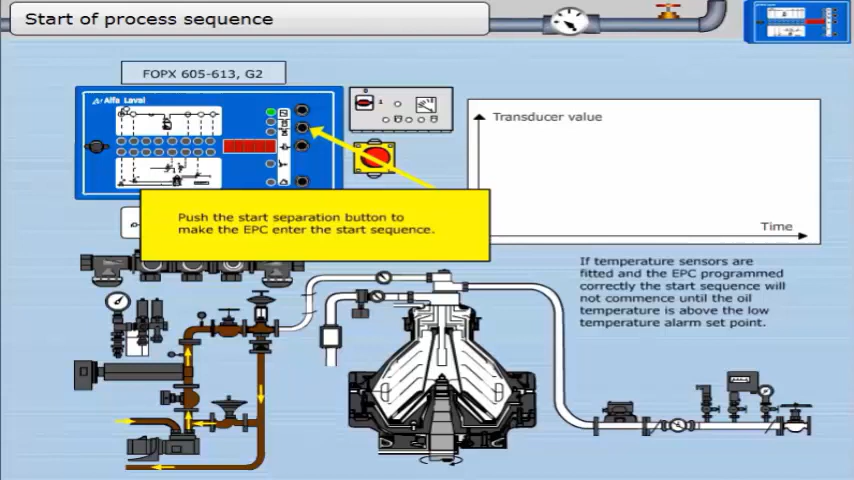 Start of process sequence
FOPX 605-613, G2
Alfa Laval
0
1
Transducer value
Push the start separation button to
make the EPC enter the start sequence.
Time
If temperature sensors are
fitted and the EPC programmed
correctly the start sequence will
not commence until the oil
temperature is above the low
temperature alarm set point.